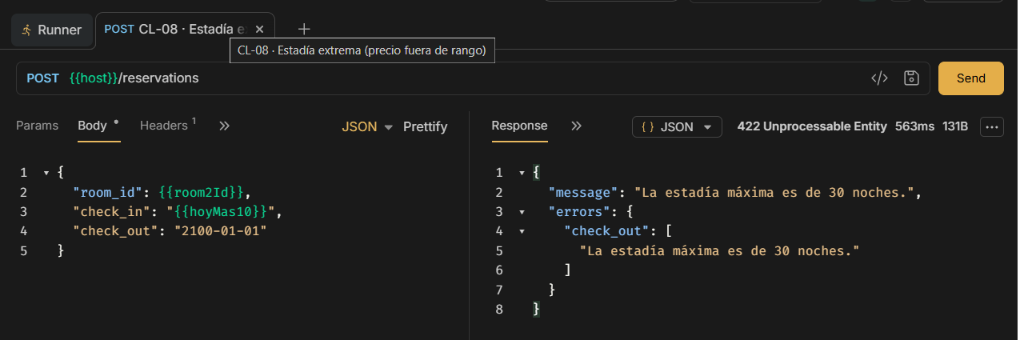 Runner
POST CL-08 · Estadía e
CL-08 · Estadía extrema (precio fuera de rango)
POST {{host}}/reservations
Send
Params Body Headers 1 JSON Prettify
1 {
2 "room_id": {{room2Id}},
3 "check_in": "{{hoyMas10}}",
4 "check_out": "2100-01-01"
5 }
Response { } JSON 422 Unprocessable Entity 563ms 131B
1 {
2 "message": "La estadía máxima es de 30 noches.",
3 "errors": {
4 "check_out": [
5 "La estadía máxima es de 30 noches."
6 ]
7 }
8 }